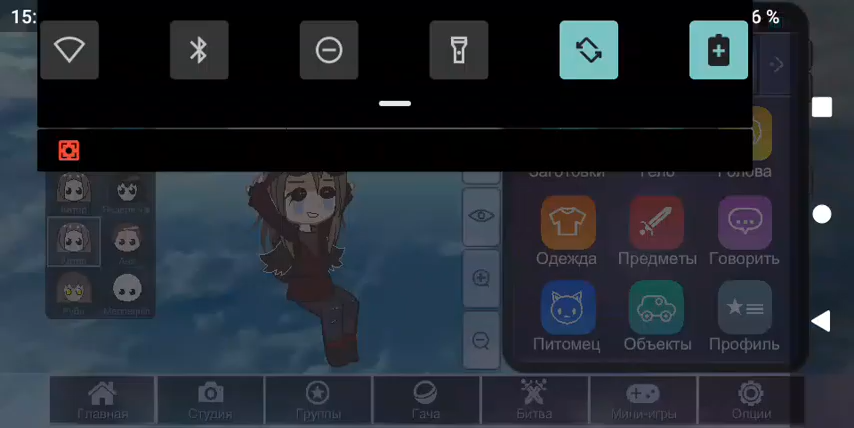 15:
6 %
Заготовки
Тело
Голова
Одежда
Предметы
Говорить
Питомец
Объекты
Профиль
Главная
Студия
Группы
Гача
Битва
Мини-игры
Опции